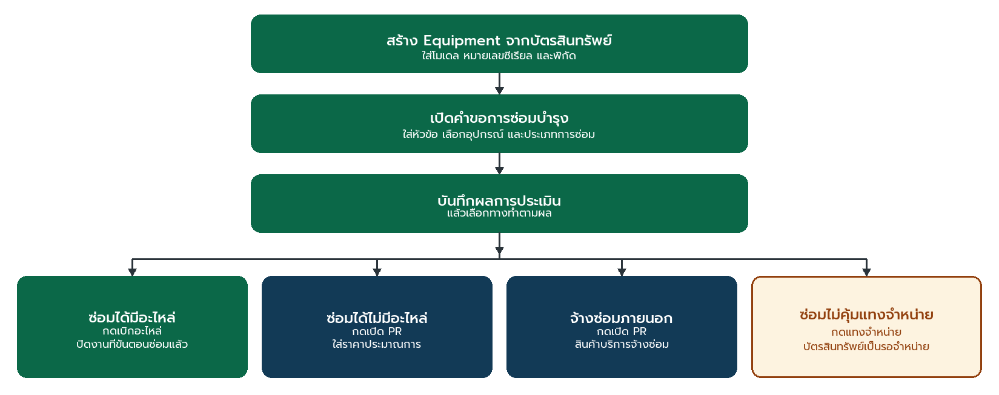 สร้าง Equipment จากบัตรสินทรัพย์
ใส่โมเดล หมายเลขซีเรียล และพิกัด
เปิดคำขอการซ่อมบำรุง
ใส่หัวข้อ เลือกอุปกรณ์ และประเภทการซ่อม
บันทึกผลการประเมิน
แล้วเลือกทางทำตามผล
ซ่อมได้มีอะไหล่
กดเบิกอะไหล่
ปิดงานที่ขั้นตอนซ่อมแล้ว
ซ่อมได้ไม่มีอะไหล่
กดเปิด PR
ใส่ราคาประมาณการ
จ้างซ่อมภายนอก
กดเปิด PR
สินค้าบริการจ้างซ่อม
ซ่อมไม่คุ้มแทงจำหน่าย
กดแทงจำหน่าย
บัตรสินทรัพย์เป็นรอจำหน่าย